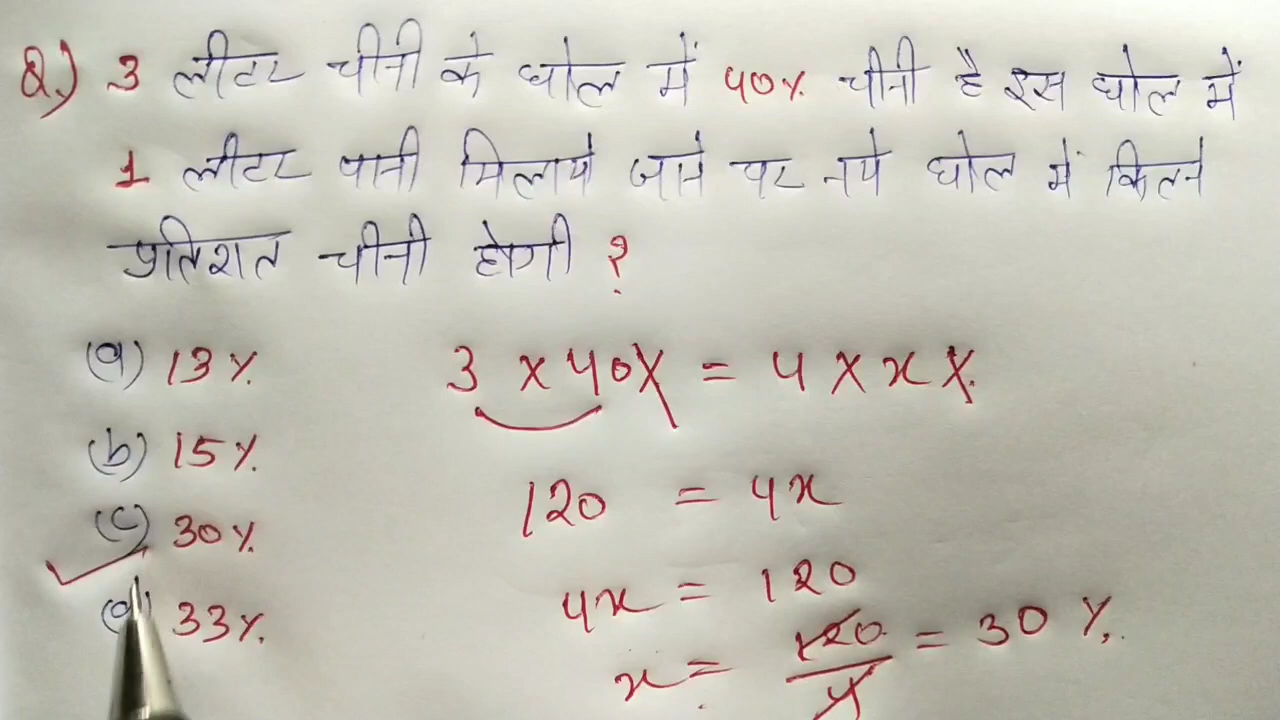 Q.) 3 लीटर चीनी के घोल में 40% चीनी है इस घोल में
1 लीटर पानी मिलाये जाने पर नये घोल में कितने
प्रतिशत चीनी होगी ?
(a) 13%
3 x 40% = 4 x x %
(b) 15%
120 = 4x
(c) 30%
4x = 120
(d) 33%
x = 120/4 = 30 %